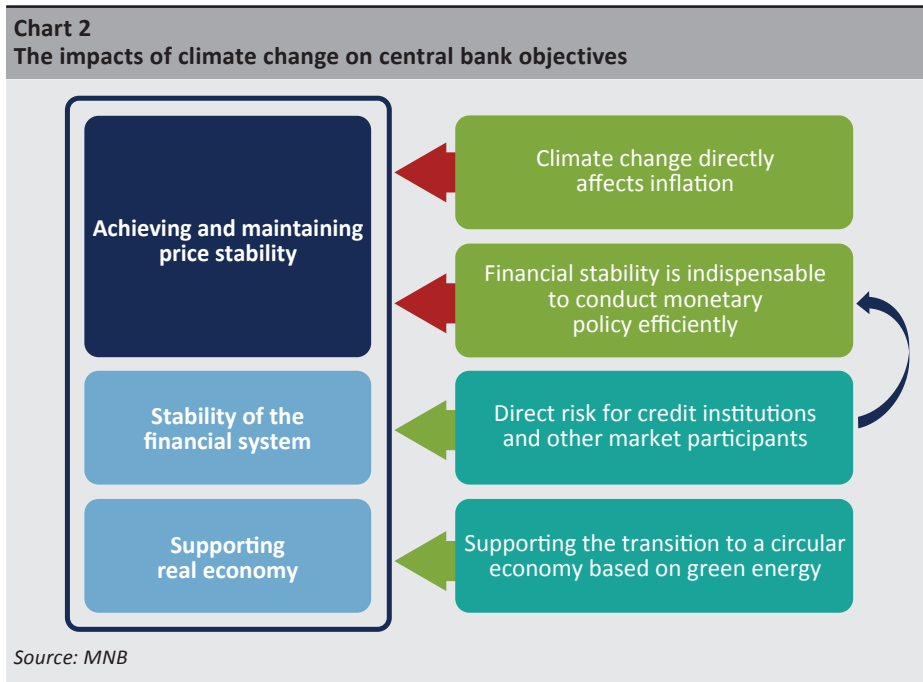 Chart 2
The impacts of climate change on central bank objectives
Achieving and maintaining
price stability
Climate change directly
affects inflation
Financial stability is indispensable
to conduct monetary
policy efficiently
Stability of the
financial system
Direct risk for credit institutions
and other market participants
Supporting
real economy
Supporting the transition to a circular
economy based on green energy
Source: MNB